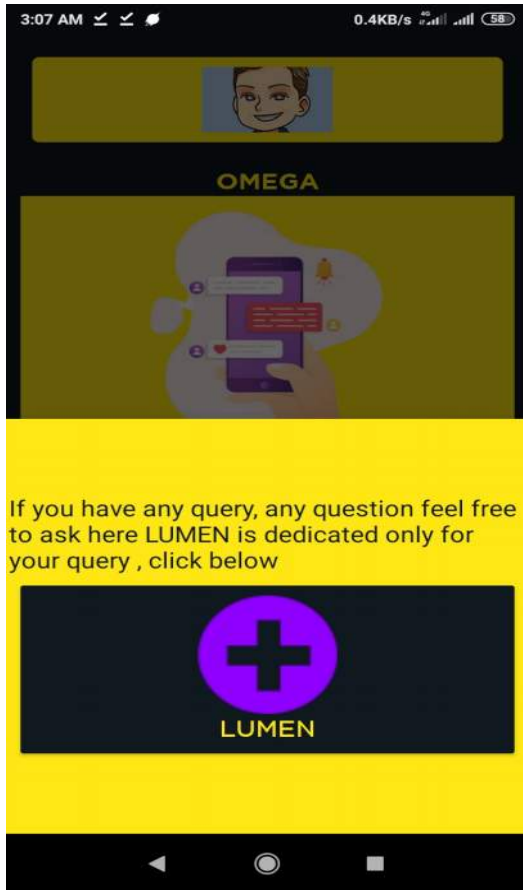 3:07 AM 0.4KB/s 4G 58
OMEGA
If you have any query, any question feel free
to ask here LUMEN is dedicated only for
your query , click below
LUMEN